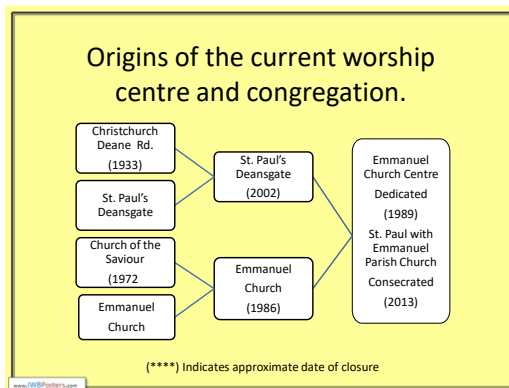 Origins of the current worship
centre and congregation.
Christchurch
Deane Rd.
(1933)
St. Paul's
Deansgate
Church of the
Saviour
(1972
Emmanuel
Church
St. Paul's
Deansgate
(2002)
Emmanuel
Church
(1986)
Emmanuel
Church Centre
Dedicated
(1989)
St. Paul with
Emmanuel
Parish Church
Consecrated
(2013)
(****) Indicates approximate date of closure
www.IWBPosters.com